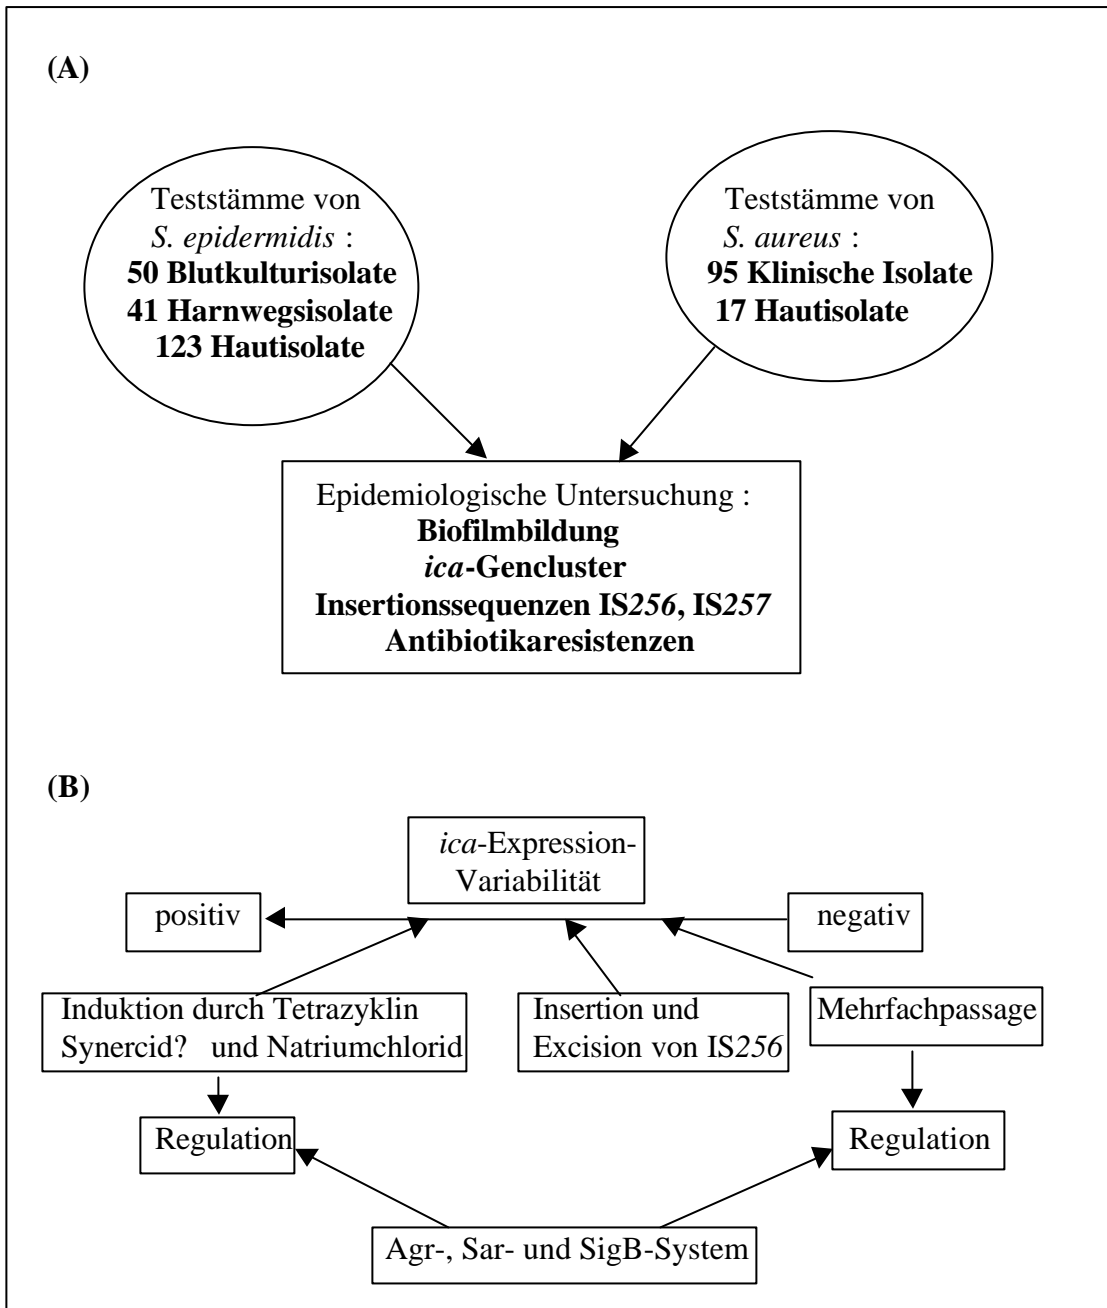 (A)
Teststämme von
S. epidermidis :
50 Blutkulturisolate
41 Harnwegsisolate
123 Hautisolate
Teststämme von
S. aureus :
95 Klinische Isolate
17 Hautisolate
Epidemiologische Untersuchung :
Biofilmbildung
ica-Gencluster
Insertionssequenzen IS256, IS257
Antibiotikaresistenzen
(B)
ica-Expression-
Variabilität
positiv
negativ
Induktion durch Tetrazyklin
Synercid? und Natriumchlorid
Insertion und
Excision von IS256
Mehrfachpassage
Regulation
Regulation
Agr-, Sar- und SigB-System